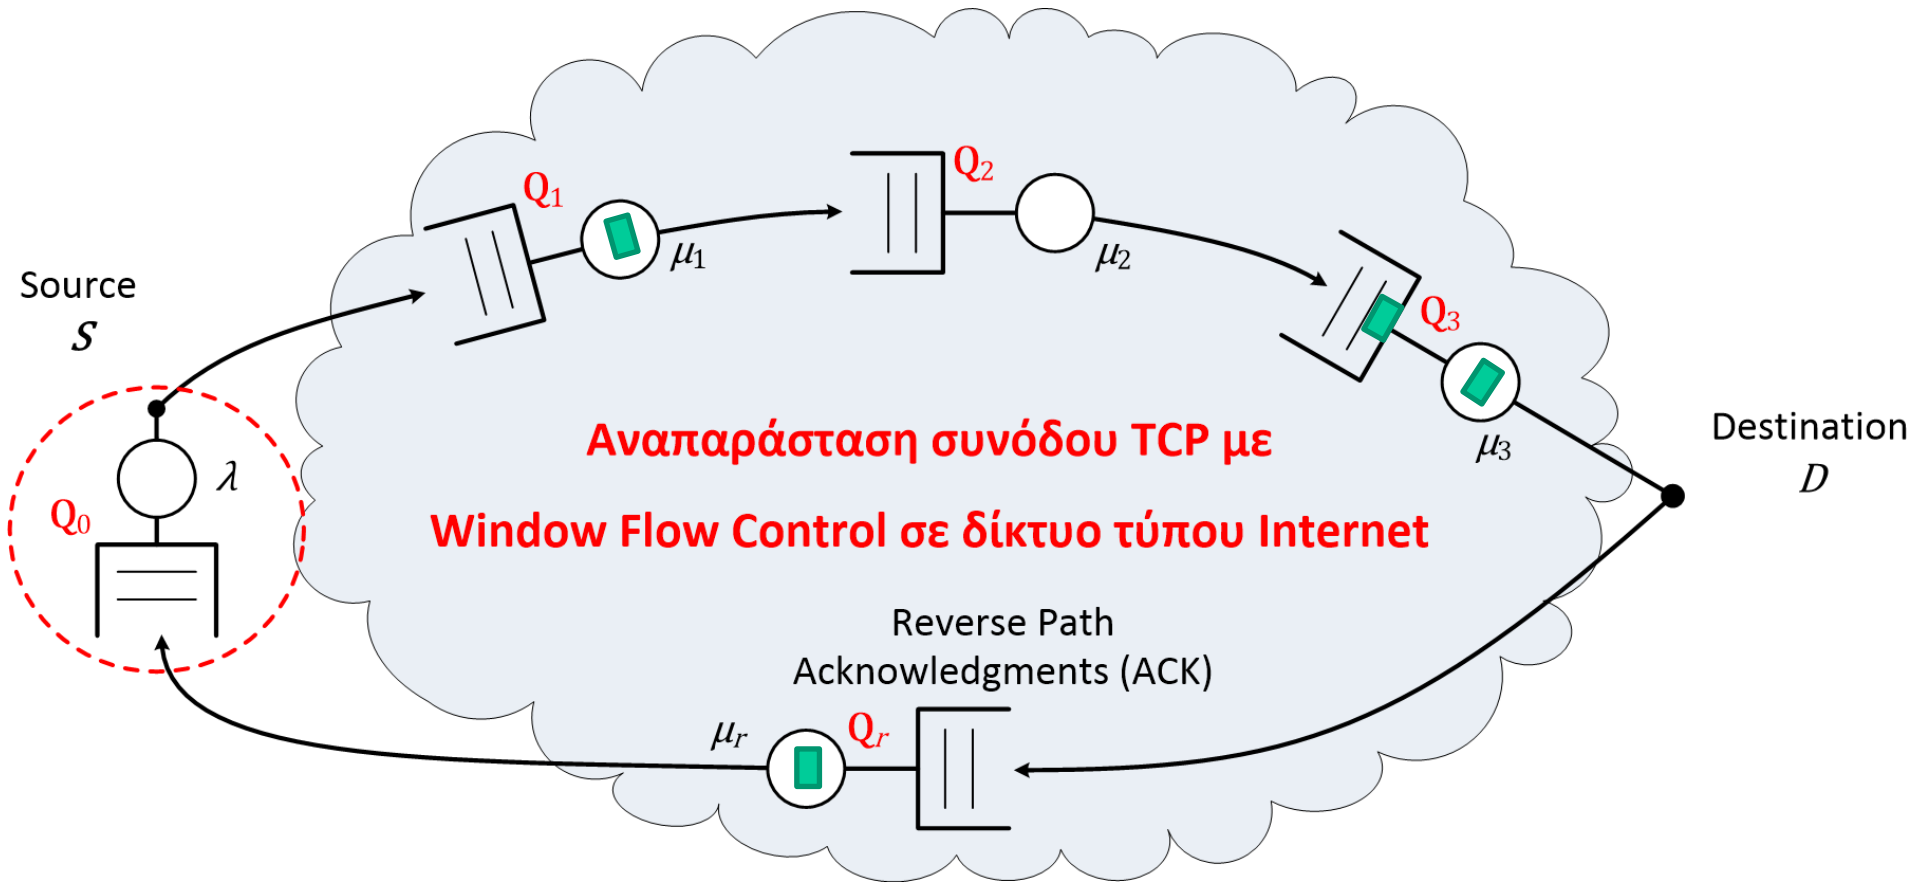 Q₂
Q₁
μ₁
μ₂
Source
S
Q₃
μ₃
Destination
D
Αναπαράσταση συνόδου TCP με
Window Flow Control σε δίκτυο τύπου Internet
λ
Q₀
Reverse Path
Acknowledgments (ACK)
μᵣ
Qᵣ